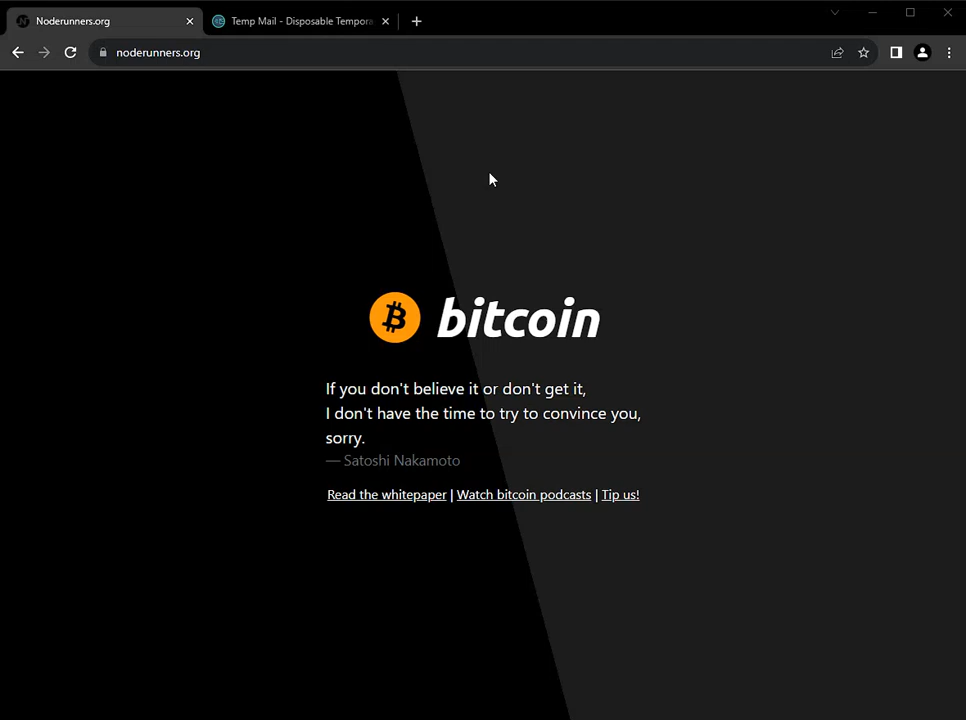 Noderunners.org
Temp Mail - Disposable Tempora
noderunners.org
bitcoin
If you don't believe it or don't get it,
I don't have the time to try to convince you,
sorry.
— Satoshi Nakamoto
Read the whitepaper | Watch bitcoin podcasts | Tip us!